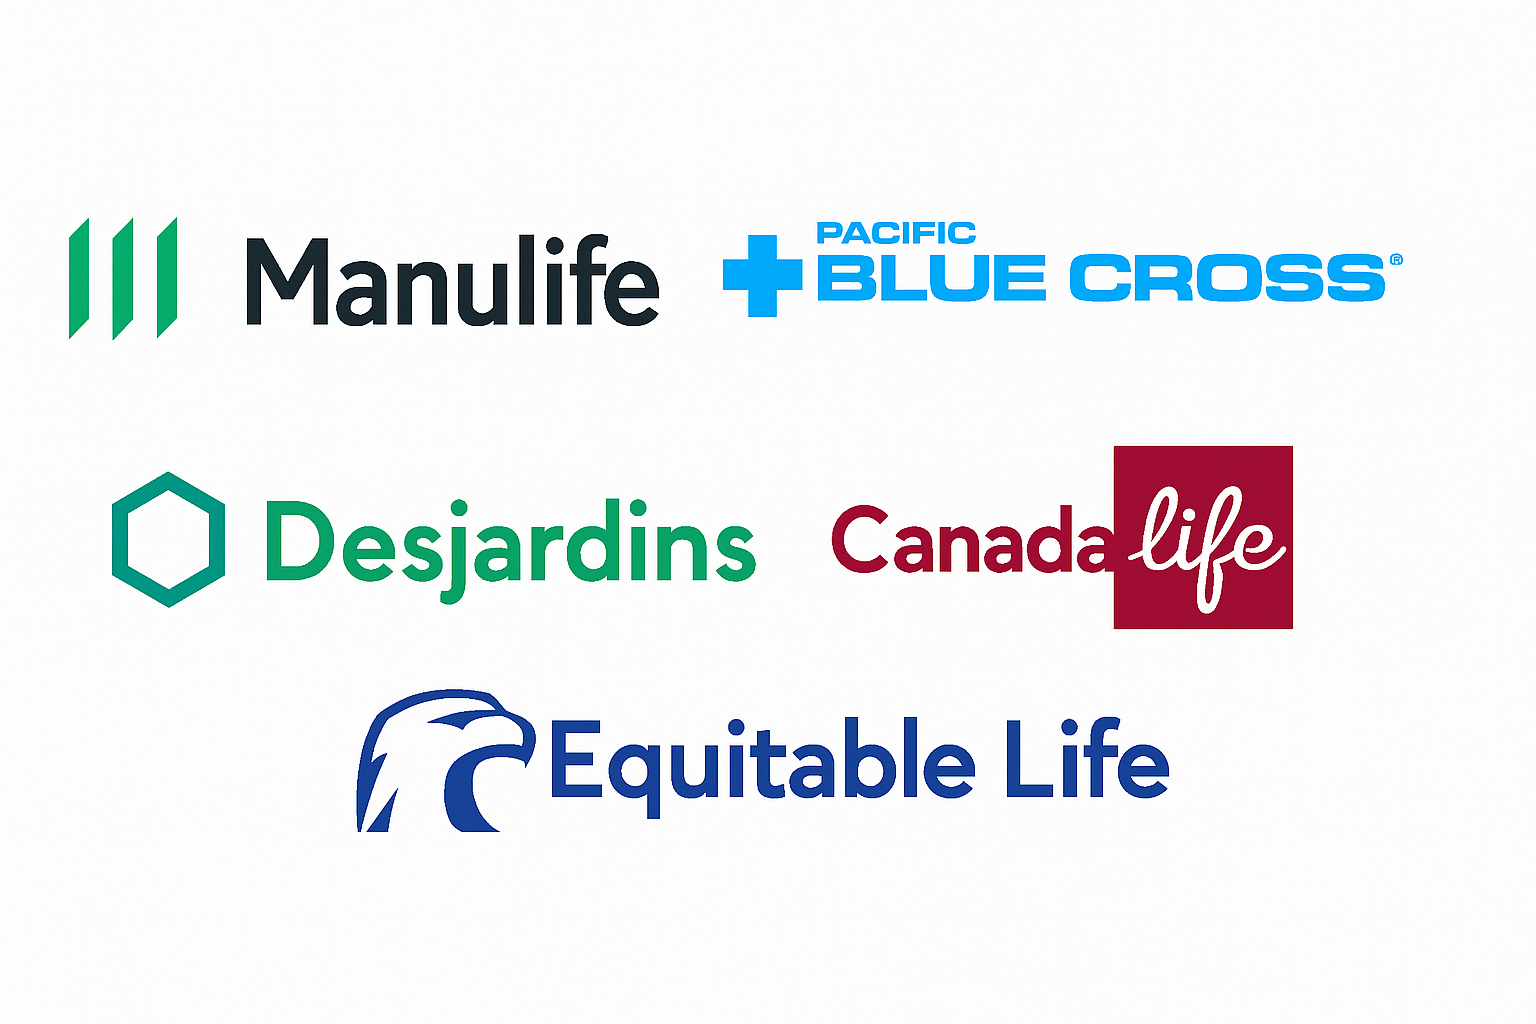 Manulife
PACIFIC
BLUE CROSS®
Desjardins
Canada life
Equitable Life